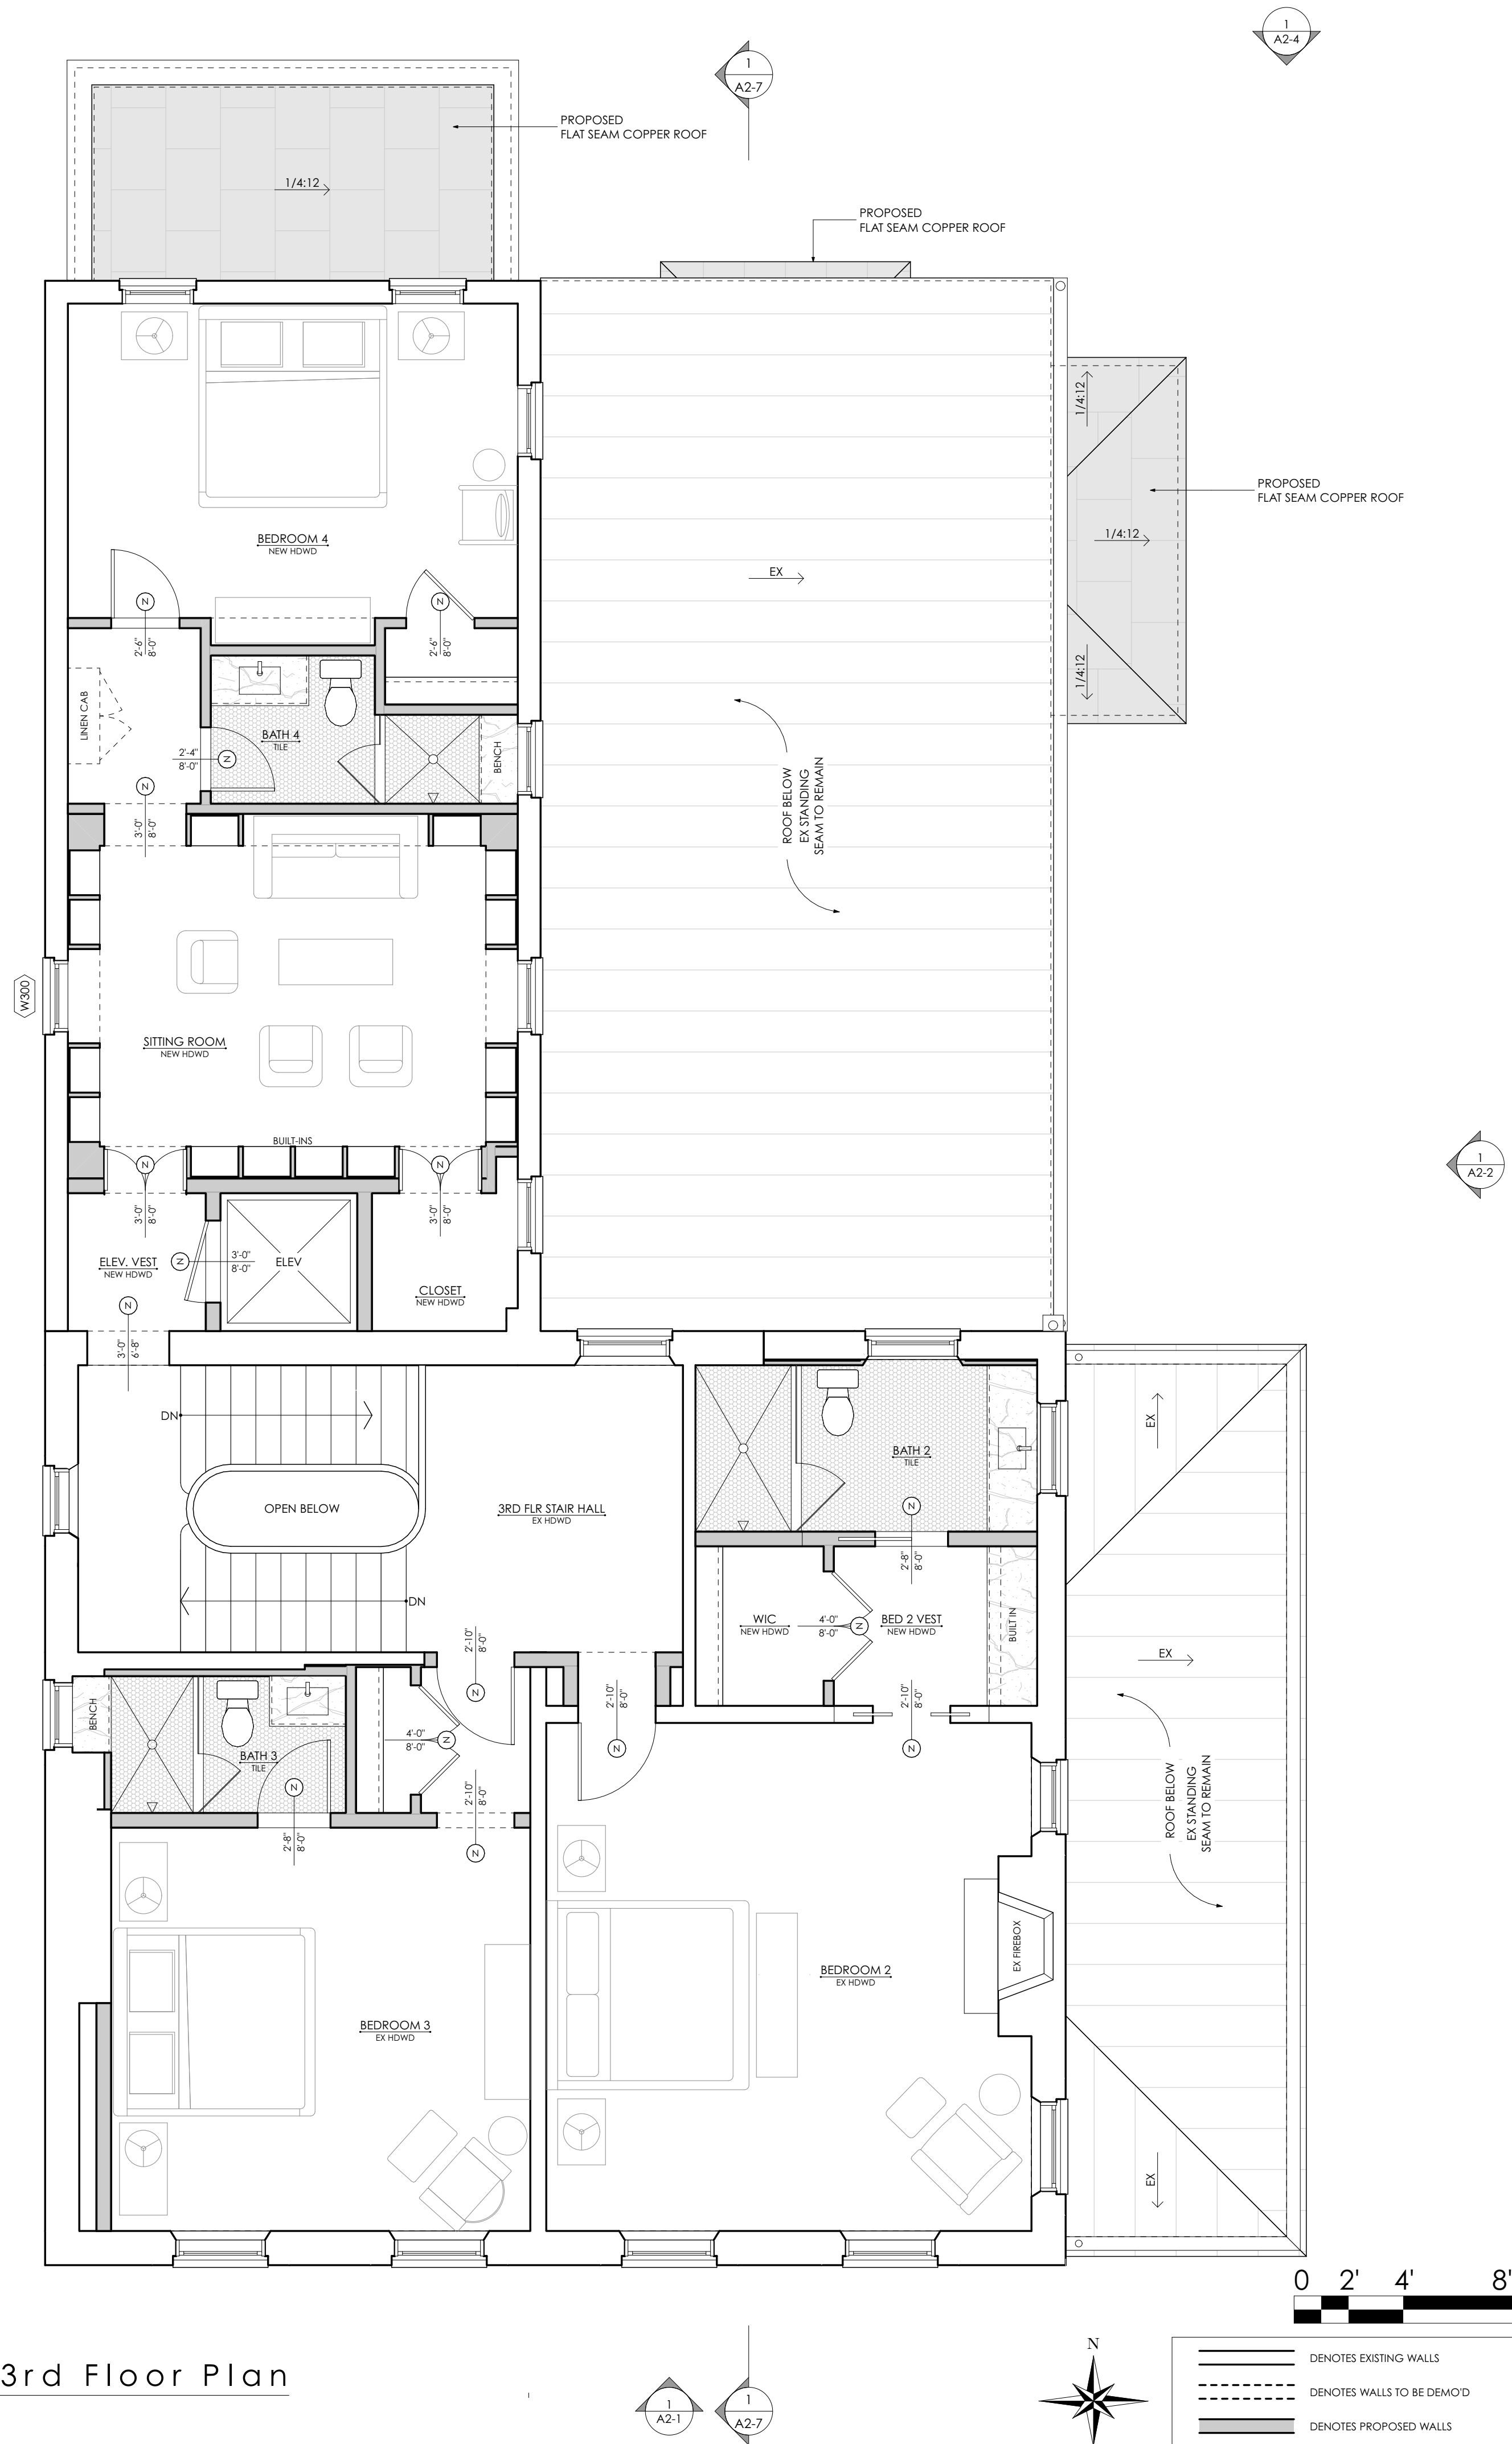 1
A2-4
1
A2-7
PROPOSED
FLAT SEAM COPPER ROOF
1/4:12
PROPOSED
FLAT SEAM COPPER ROOF
1/4:12
PROPOSED
FLAT SEAM COPPER ROOF
1/4:12
1/4:12
BEDROOM 4
NEW HDWD
EX
N
2'-6"
8'-0"
N
2'-6"
8'-0"
LINEN CAB
BATH 4
TILE
2'-4"
8'-0"
N
BENCH
N
3'-0"
8'-0"
ROOF BELOW
EX STANDING
SEAM TO REMAIN
W300
SITTING ROOM
NEW HDWD
BUILT-INS
N
3'-0"
8'-0"
N
3'-0"
8'-0"
1
A2-2
ELEV. VEST
NEW HDWD
N
3'-0"
8'-0"
ELEV
CLOSET
NEW HDWD
N
3'-0"
6'-8"
DN
OPEN BELOW
3RD FLR STAIR HALL
EX HDWD
DN
BATH 2
TILE
N
2'-8"
8'-0"
EX
WIC
NEW HDWD
4'-0"
8'-0"
N
BED 2 VEST
NEW HDWD
BUILT IN
EX
2'-10"
8'-0"
N
2'-10"
8'-0"
N
2'-10"
8'-0"
N
BENCH
BATH 3
TILE
N
2'-8"
8'-0"
4'-0"
8'-0"
N
2'-10"
8'-0"
N
ROOF BELOW
EX STANDING
SEAM TO REMAIN
EX FIREBOX
BEDROOM 2
EX HDWD
BEDROOM 3
EX HDWD
EX
0 2' 4' 8'
3rd Floor Plan
1
A2-1
1
A2-7
N
DENOTES EXISTING WALLS
DENOTES WALLS TO BE DEMO'D
DENOTES PROPOSED WALLS